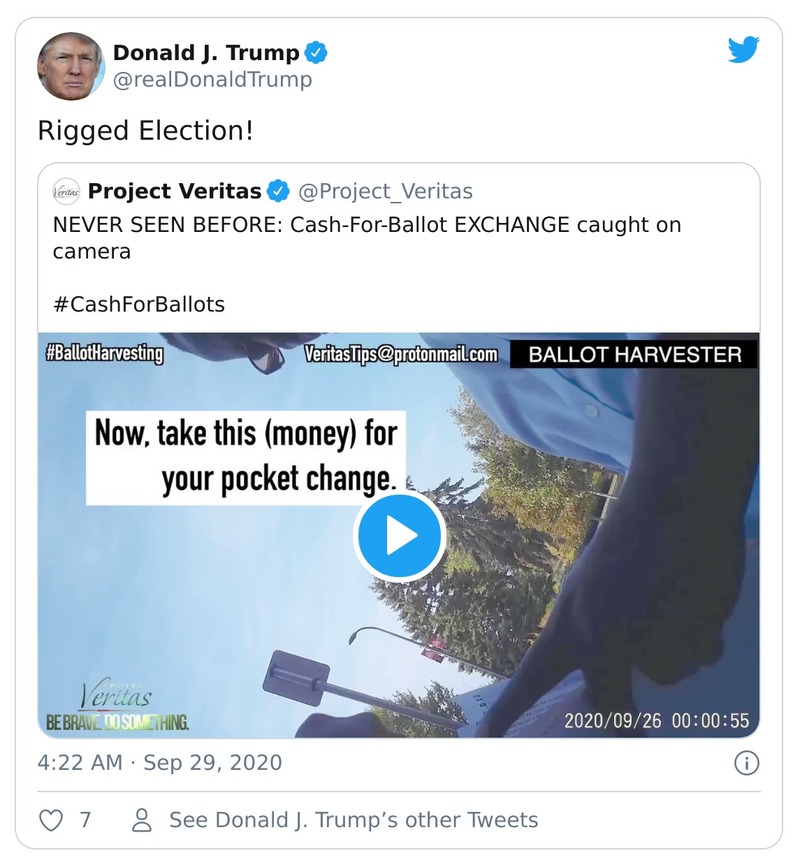 Donald J. Trump
@realDonaldTrump
Rigged Election!
Veritas
Project Veritas @Project_Veritas
NEVER SEEN BEFORE: Cash-For-Ballot EXCHANGE caught on
camera
#CashForBallots
#BallotHarvesting VeritasTips@protonmail.com BALLOT HARVESTER
Now, take this (money) for
your pocket change.
Veritas
BE BRAVE. DO SOMETHING.
2020/09/26 00:00:55
4:22 AM · Sep 29, 2020
7 See Donald J. Trump’s other Tweets